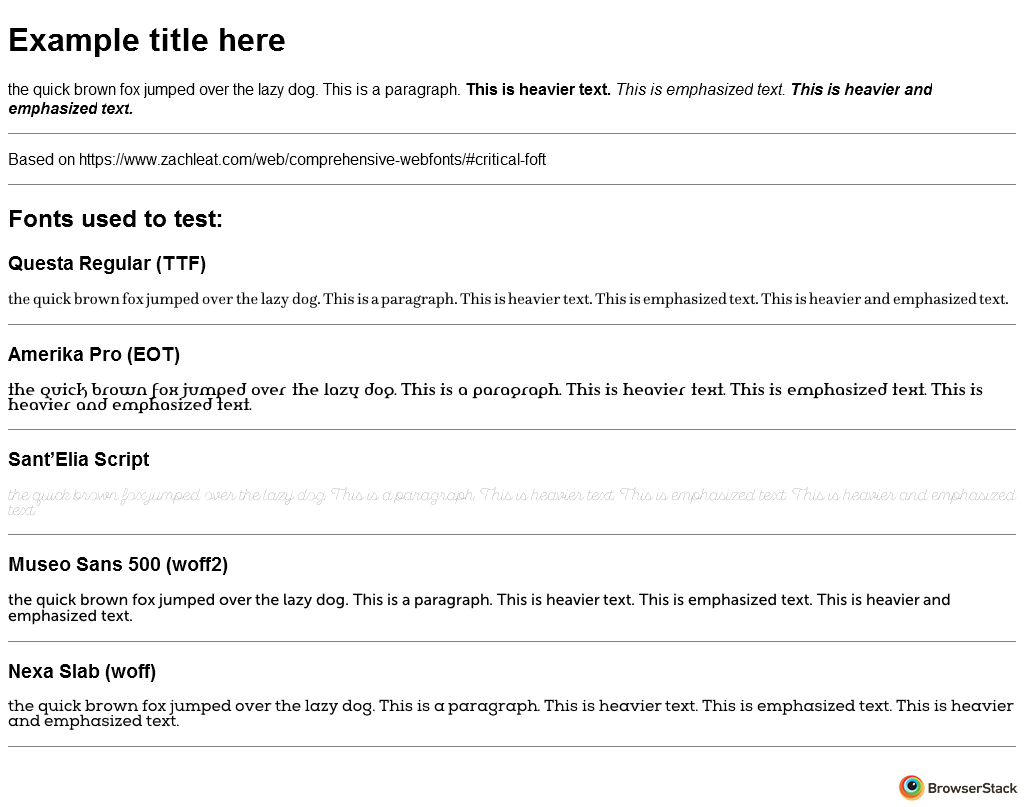 Example title here
the quick brown fox jumped over the lazy dog. This is a paragraph. This is heavier text. This is emphasized text. This is heavier and
emphasized text.
Based on https://www.zachleat.com/web/comprehensive-webfonts/#critical-foft
Fonts used to test:
Questa Regular (TTF)
the quick brown fox jumped over the lazy dog. This is a paragraph. This is heavier text. This is emphasized text. This is heavier and emphasized text.
Amerika Pro (EOT)
the quick brown fox jumped over the lazy dog. This is a paragraph. This is heavier text. This is emphasized text. This is
heavier and emphasized text.
Sant’Elia Script
the quick brown fox jumped over the lazy dog. This is a paragraph. This is heavier text. This is emphasized text. This is heavier and emphasized
text.
Museo Sans 500 (woff2)
the quick brown fox jumped over the lazy dog. This is a paragraph. This is heavier text. This is emphasized text. This is heavier and
emphasized text.
Nexa Slab (woff)
the quick brown fox jumped over the lazy dog. This is a paragraph. This is heavier text. This is emphasized text. This is heavier
and emphasized text.
BrowserStack